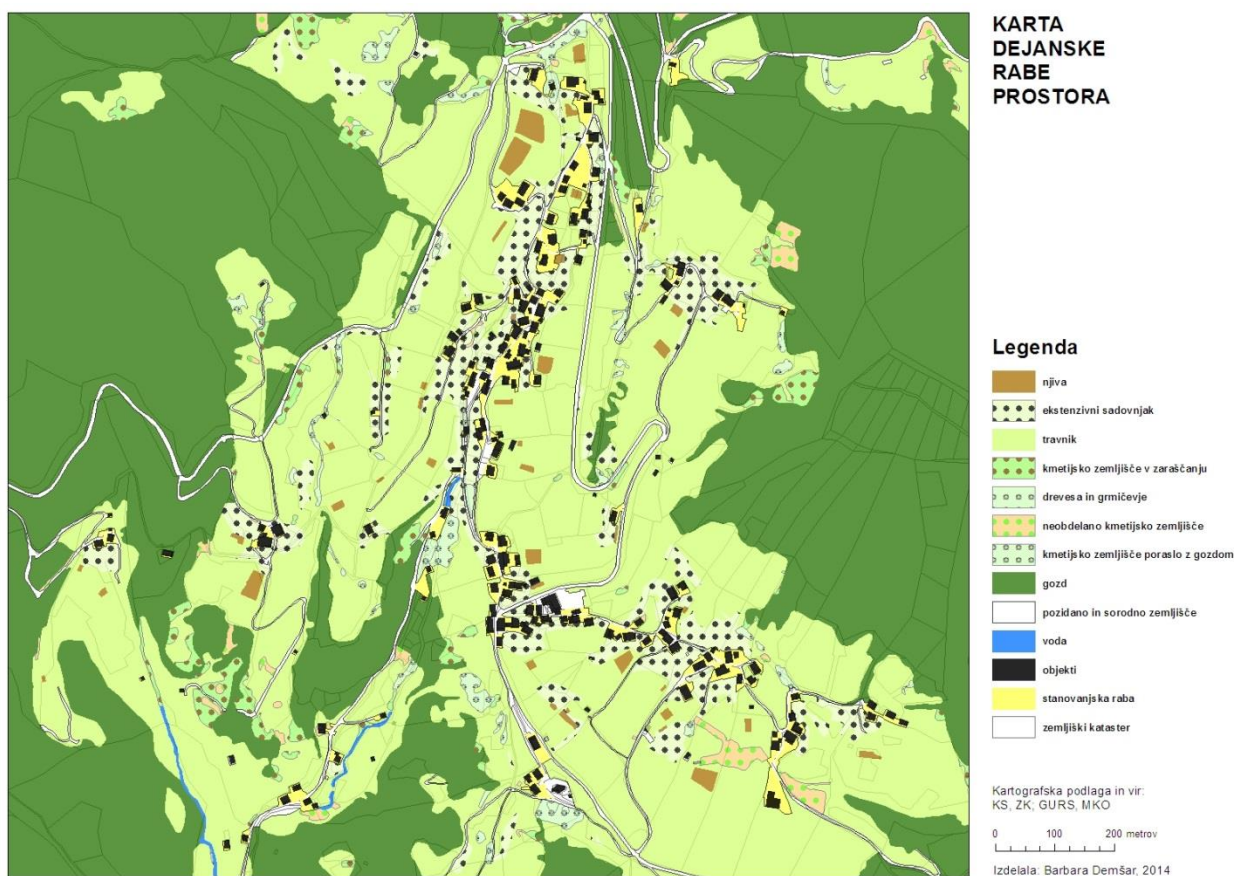 KARTA
DEJANSKE
RABE
PROSTORA
Legenda
njiva
ekstenzivni sadovnjak
travnik
kmetijsko zemljišče v zaraščanju
drevesa in grmičevje
neobdelano kmetijsko zemljišče
kmetijsko zemljišče poraslo z gozdom
gozd
pozidano in sorodno zemljišče
voda
objekti
stanovanjska raba
zemljiški kataster
Kartografska podlaga in vir:
KS, ZK; GURS, MKO
0 100 200 metrov
Izdelala: Barbara Demšar, 2014